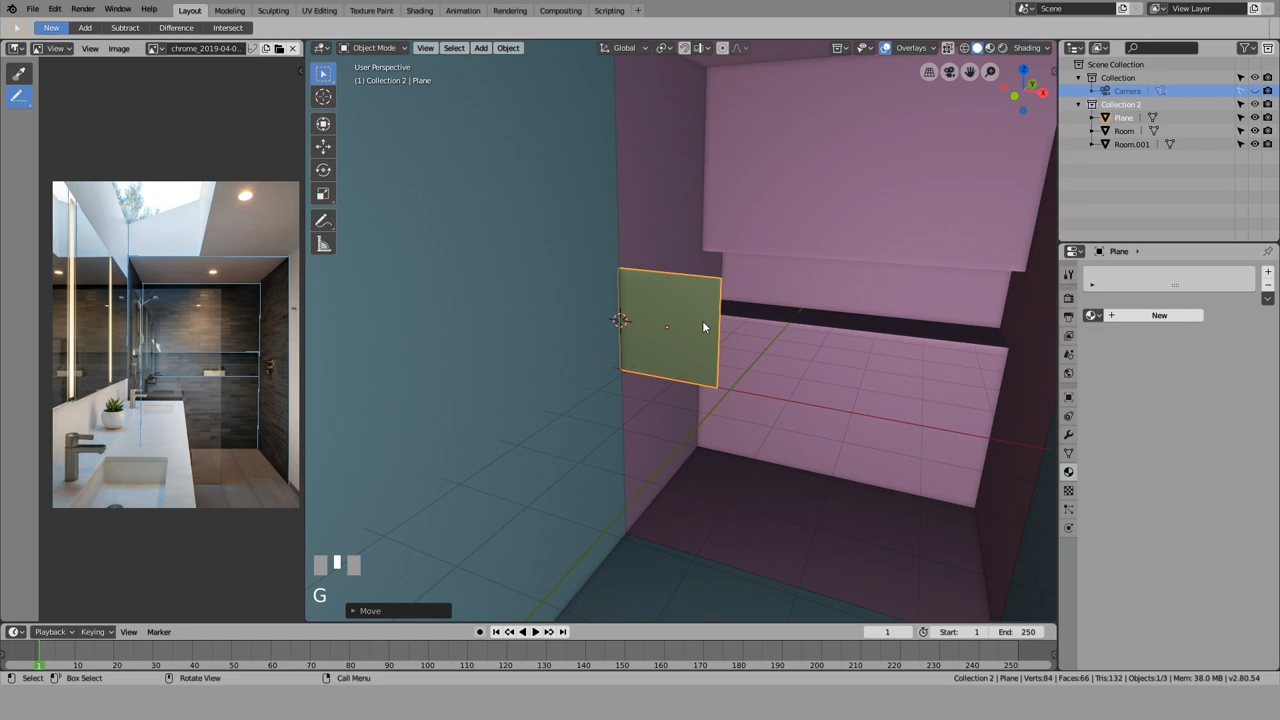 File Edit Render Window Help Layout Modeling Sculpting UV Editing Texture Paint Shading Animation Rendering Compositing Scripting + Scene View Layer
New Add Subtract Difference Intersect
View View Image chrome_2019-04-0... Object Mode View Select Add Object Global Overlays Shading
User Perspective
(1) Collection 2 | Plane
Z
Y
X
G
Move
Scene Collection
Collection
Camera
Collection 2
Plane
Room
Room.001
Plane
+ New
Playback Keying View Marker 1 Start: 1 End: 250
1 10 20 30 40 50 60 70 80 90 100 110 120 130 140 150 160 170 180 190 200 210 220 230 240 250
Select Box Select Rotate View Call Menu Collection 2 | Plane | Verts:84 | Faces:66 | Tris:132 | Objects:1/3 | Mem: 38.0 MB | v2.80.54